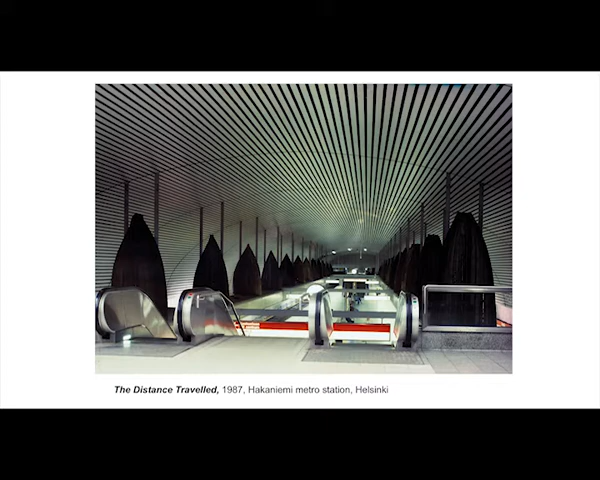 The Distance Travelled, 1987, Hakaniemi metro station, Helsinki